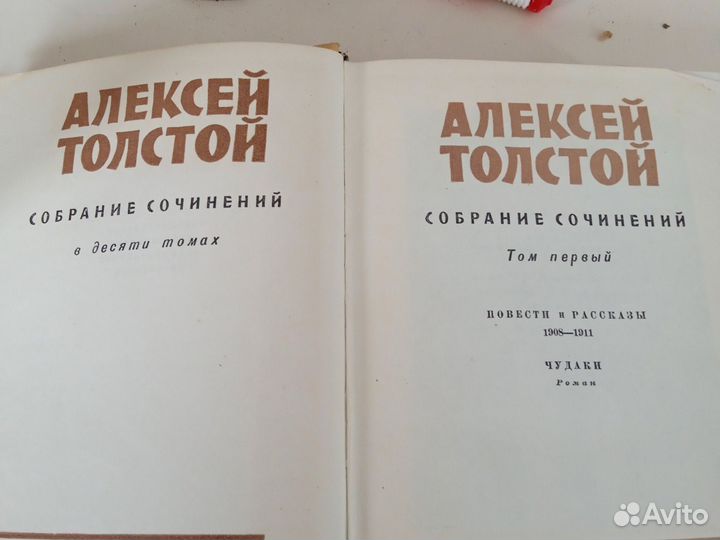 АЛЕКСЕЙ
ТОЛСТОЙ
СОБРАНИЕ СОЧИНЕНИЙ
в десяти томах
АЛЕКСЕЙ
ТОЛСТОЙ
СОБРАНИЕ СОЧИНЕНИЙ
Том первый
ПОВЕСТИ и РАССКАЗЫ
1908—1911
ЧУДАКИ
Роман
Avito